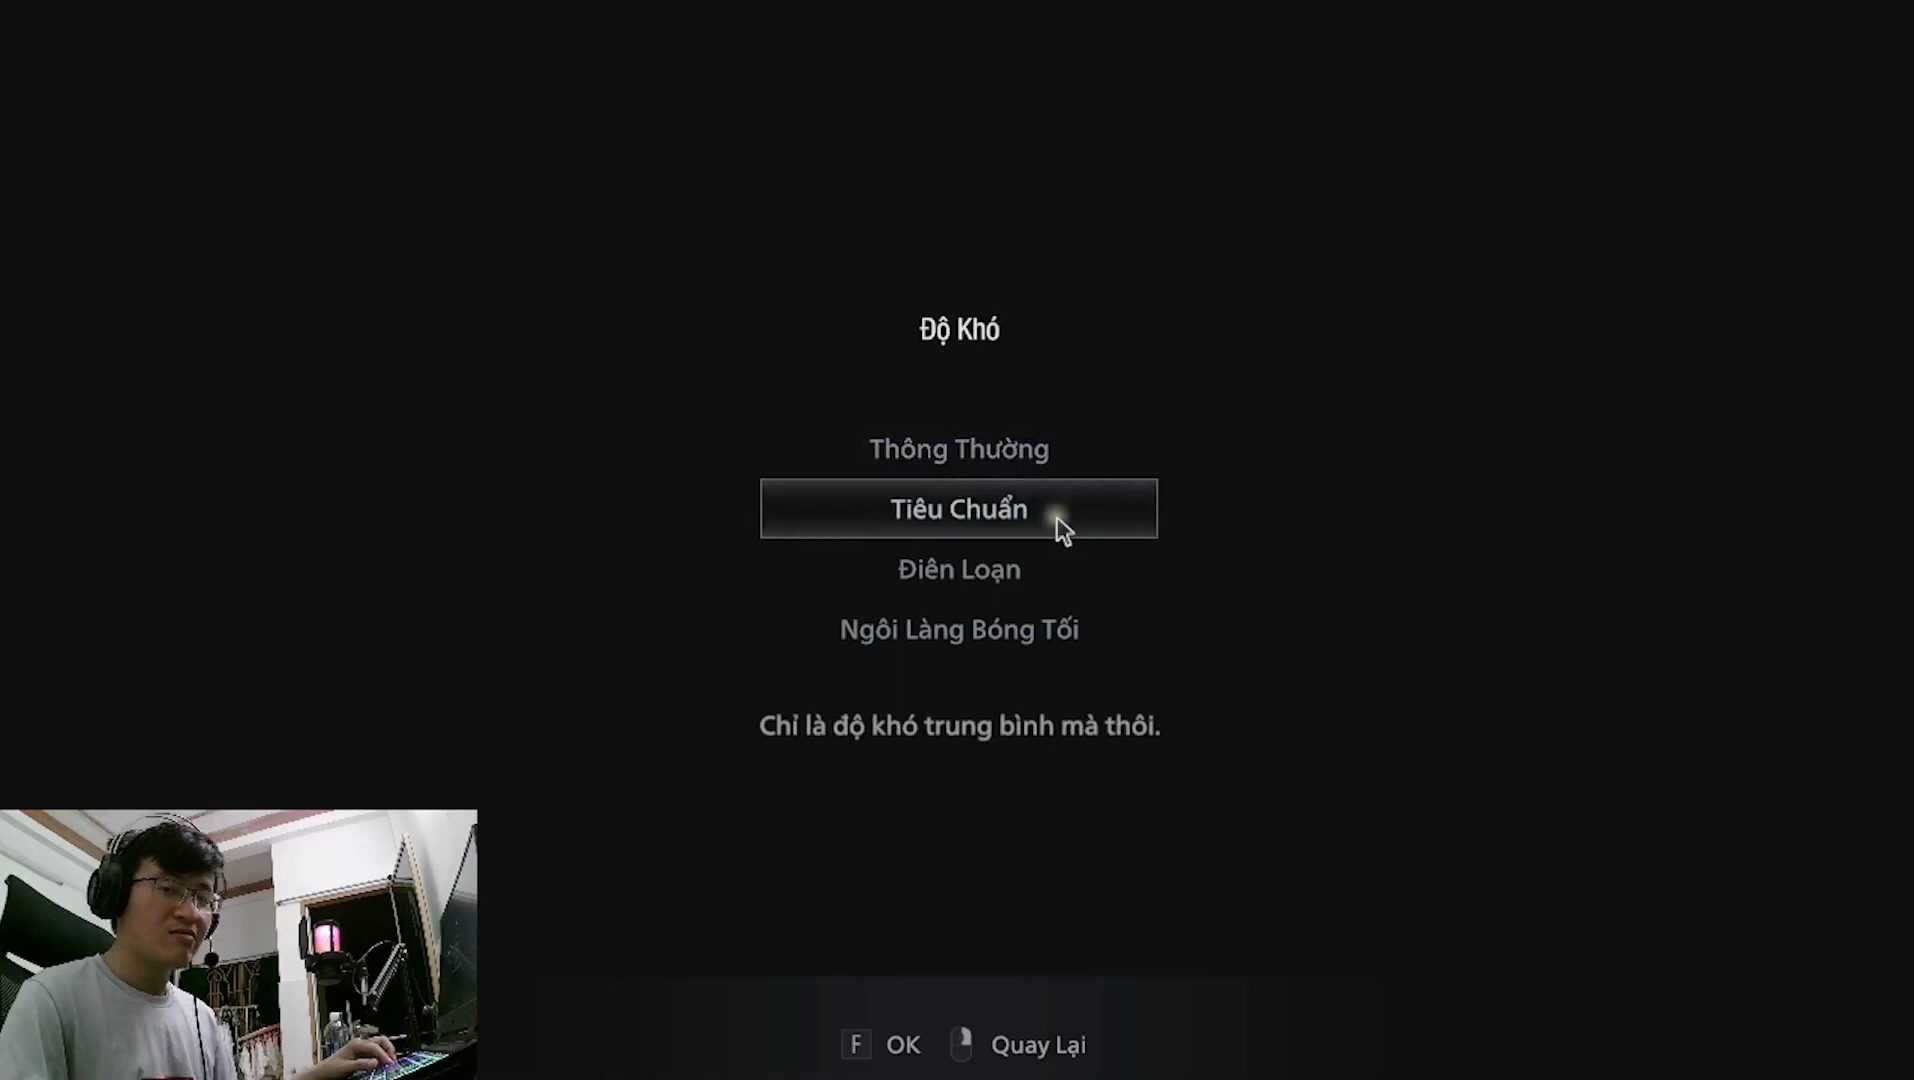 Độ Khó
Thông Thường
Tiêu Chuẩn
Điên Loạn
Ngôi Làng Bóng Tối
Chỉ là độ khó trung bình mà thôi.
F OK Quay Lại